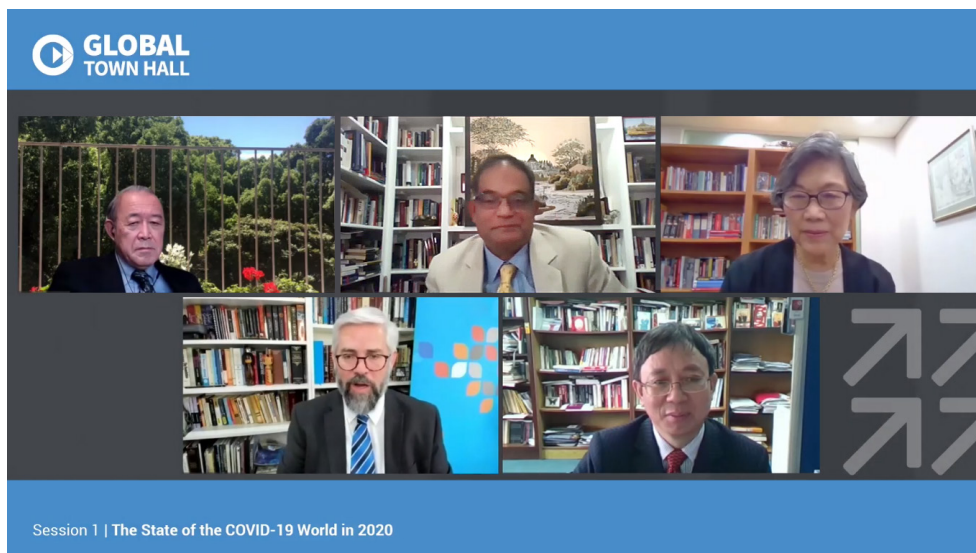 GLOBAL
TOWN HALL
Session 1 | The State of the COVID-19 World in 2020